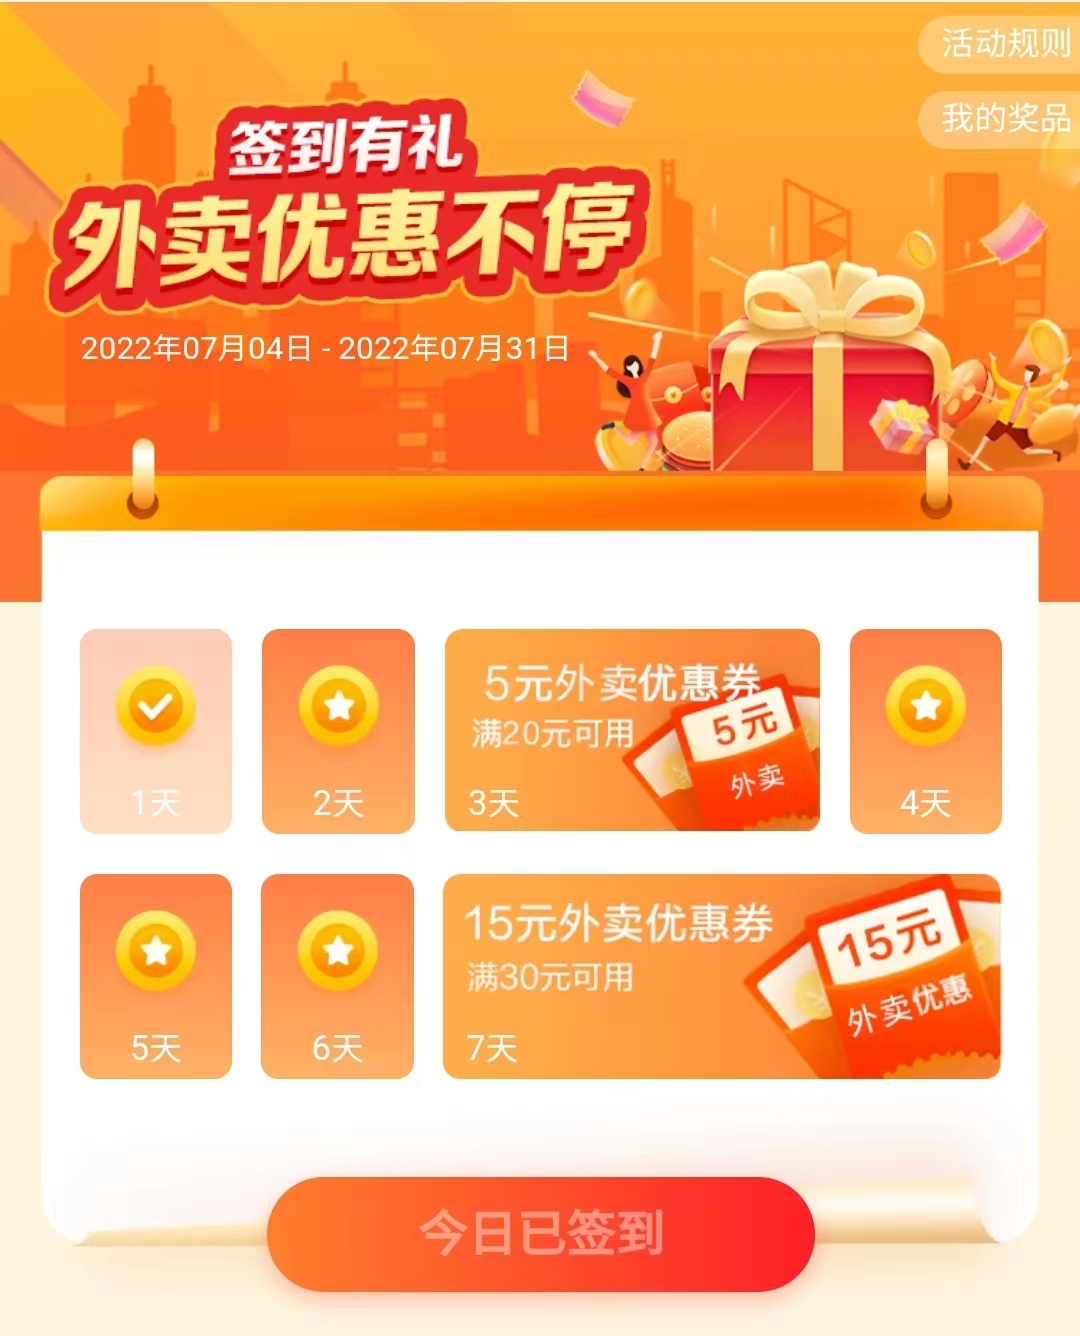 活动规则
我的奖品
签到有礼
外卖优惠不停
2022年07月04日 - 2022年07月31日
1天
2天
5元外卖优惠券
满20元可用
3天
5元
外卖
4天
5天
6天
15元外卖优惠券
满30元可用
7天
15元
外卖优惠
今日已签到